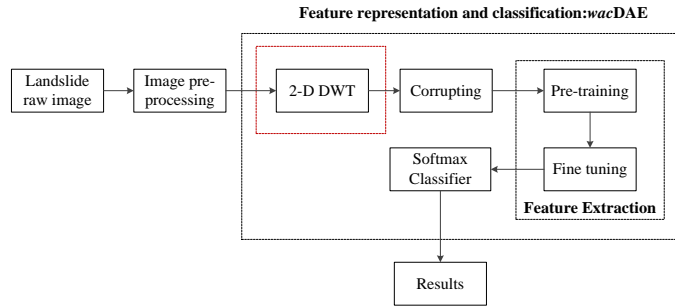 Feature representation and classification:wacDAE
Landslide
raw image
Image pre-
processing
2-D DWT
Corrupting
Pre-training
Softmax
Classifier
Fine tuning
Feature Extraction
Results